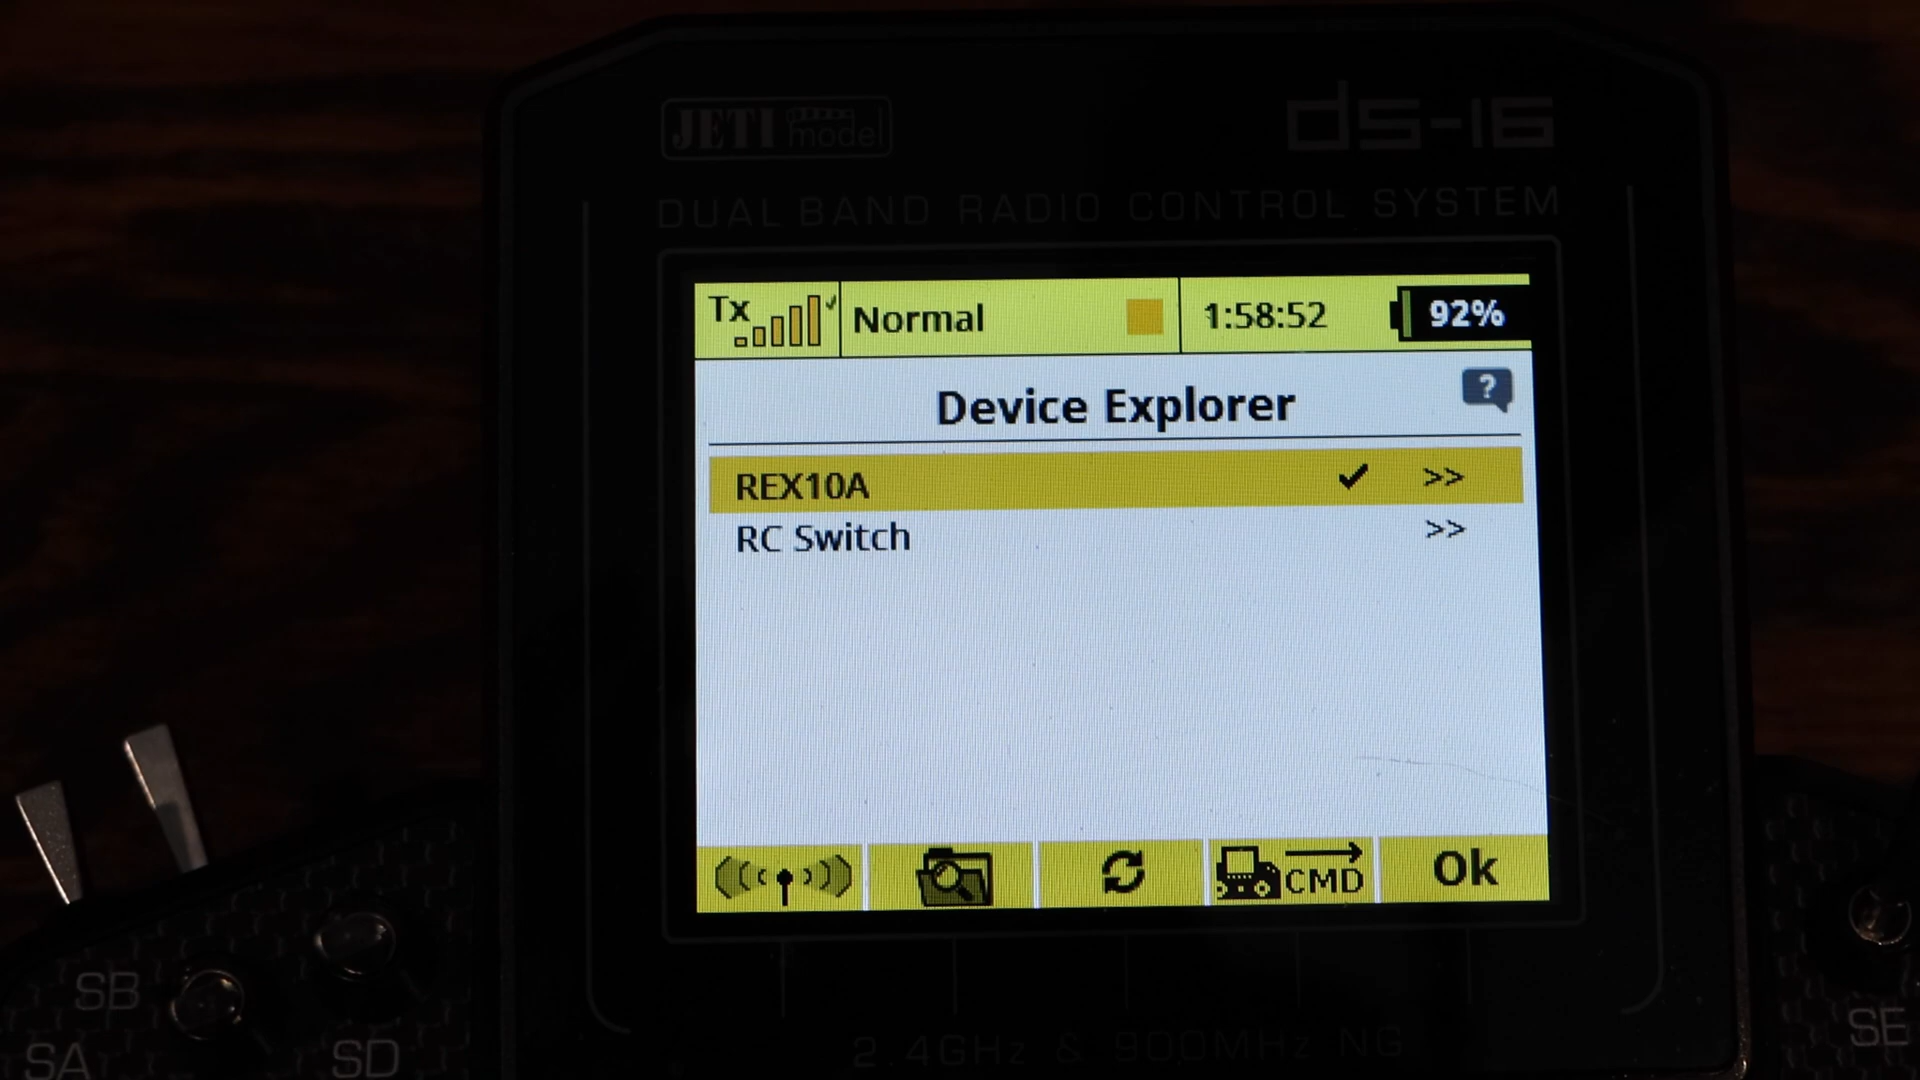 JETI model
DS-16
DUAL BAND RADIO CONTROL SYSTEM
Tx Normal 1:58:52 92%
Device Explorer ?
REX10A >>
RC Switch >>
CMD Ok
2.4GHz & 900MHz NG
SB
SA SD
SE